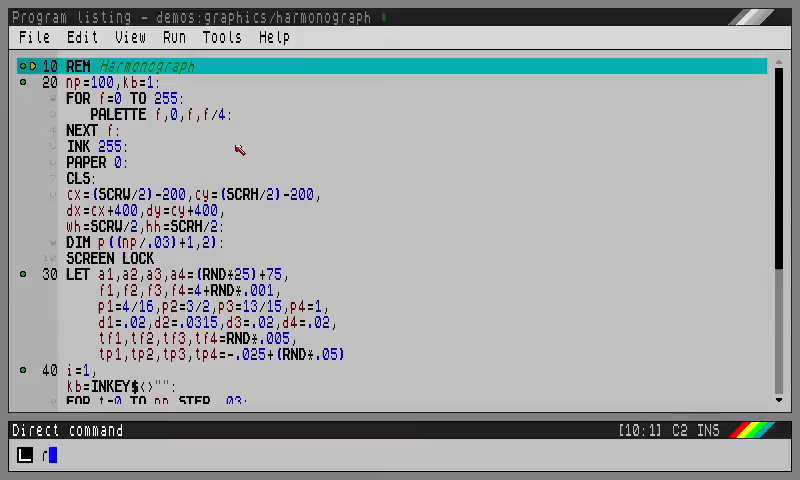 Program listing - demos:graphics/harmonograph
File Edit View Run Tools Help
10 REM Harmonograph
20 np=100,kb=1:
FOR f=0 TO 255:
PALETTE f,0,f,f/4:
NEXT f:
INK 255:
PAPER 0:
CLS:
cx=(SCRW/2)-200,cy=(SCRH/2)-200,
dx=cx+400,dy=cy+400,
wh=SCRW/2,hh=SCRH/2:
DIM p((np/.03)+1,2):
SCREEN LOCK
30 LET a1,a2,a3,a4=(RND*25)+75,
f1,f2,f3,f4=4+RND*.001,
p1=4/16,p2=3/2,p3=13/15,p4=1,
d1=.02,d2=.0315,d3=.02,d4=.02,
tf1,tf2,tf3,tf4=RND*.005,
tp1,tp2,tp3,tp4=-.025+(RND*.05)
40 i=1,
kb=INKEY$<>"":
FOR t=0 TO np STEP .03:
Direct command [10:1] C2 INS
L r